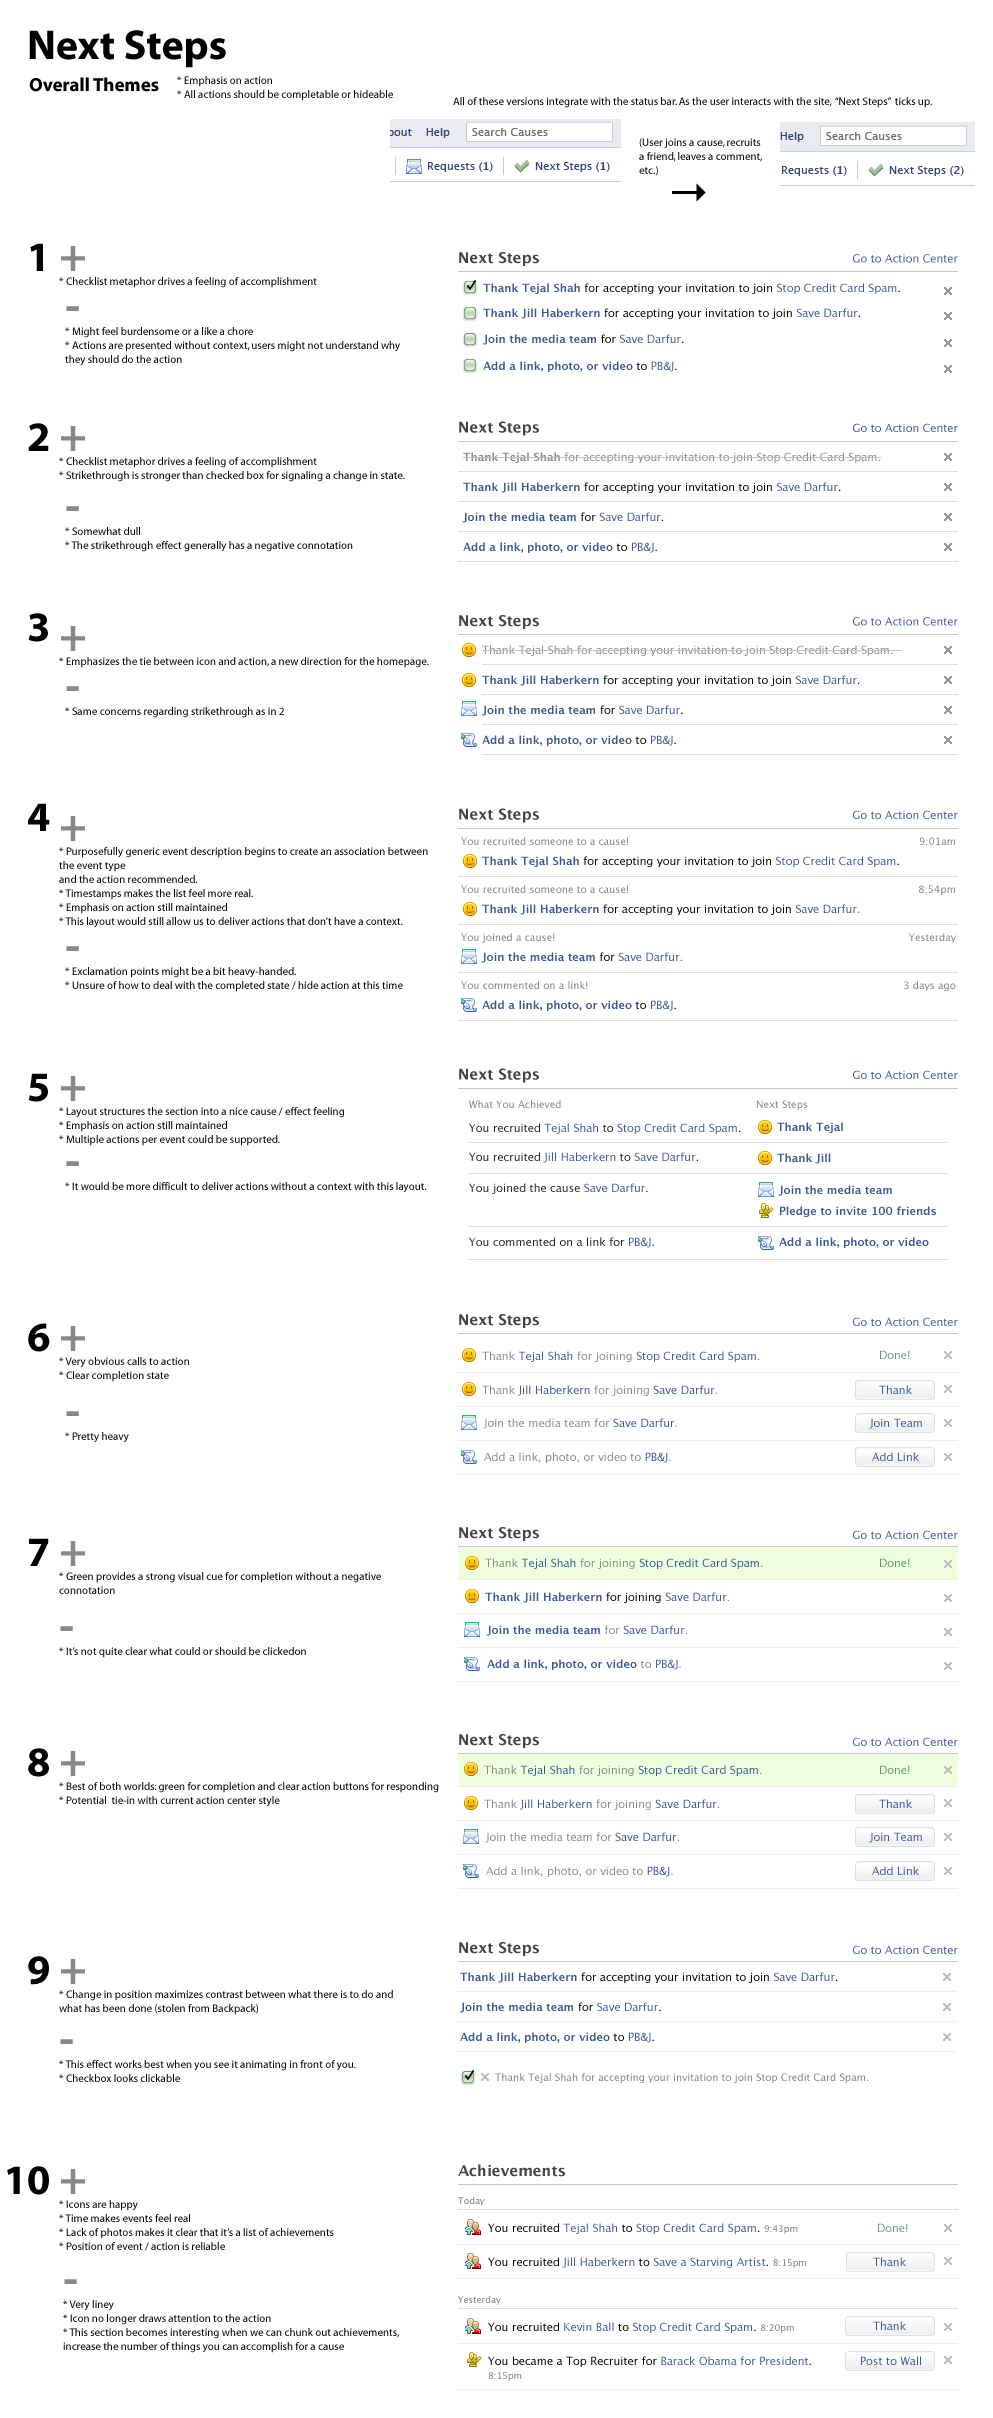 Next Steps
Overall Themes
* Emphasis on action
* All actions should be completable or hideable
All of these versions integrate with the status bar. As the user interacts with the site, "Next Steps" ticks up.
bout Help Search Causes
Requests (1) Next Steps (1)
(User joins a cause, recruits
a friend, leaves a comment,
etc.)
Help Search Causes
Requests (1) Next Steps (2)
1 +
* Checklist metaphor drives a feeling of accomplishment
-
* Might feel burdensome or a like a chore
* Actions are presented without context, users might not understand why
they should do the action
Next Steps Go to Action Center
Thank Tejal Shah for accepting your invitation to join Stop Credit Card Spam.
Thank Jill Haberkern for accepting your invitation to join Save Darfur.
Join the media team for Save Darfur.
Add a link, photo, or video to PB&J.
2 +
* Checklist metaphor drives a feeling of accomplishment
* Strikethrough is stronger than checked box for signaling a change in state.
-
* Somewhat dull
* The strikethrough effect generally has a negative connotation
Next Steps Go to Action Center
Thank Tejal Shah for accepting your invitation to join Stop Credit Card Spam.
Thank Jill Haberkern for accepting your invitation to join Save Darfur.
Join the media team for Save Darfur.
Add a link, photo, or video to PB&J.
3 +
* Emphasizes the tie between icon and action, a new direction for the homepage.
-
* Same concerns regarding strikethrough as in 2
Next Steps Go to Action Center
Thank Tejal Shah for accepting your invitation to join Stop Credit Card Spam.
Thank Jill Haberkern for accepting your invitation to join Save Darfur.
Join the media team for Save Darfur.
Add a link, photo, or video to PB&J.
4 +
* Purposefully generic event description begins to create an association between
the event type
and the action recommended.
* Timestamps makes the list feel more real.
* Emphasis on action still maintained
* This layout would still allow us to deliver actions that don't have a context.
-
* Exclamation points might be a bit heavy-handed.
* Unsure of how to deal with the completed state / hide action at this time
Next Steps Go to Action Center
You recruited someone to a cause! 9:01am
Thank Tejal Shah for accepting your invitation to join Stop Credit Card Spam.
You recruited someone to a cause! 8:54pm
Thank Jill Haberkern for accepting your invitation to join Save Darfur.
You joined a cause! Yesterday
Join the media team for Save Darfur.
You commented on a link! 3 days ago
Add a link, photo, or video to PB&J.
5 +
* Layout structures the section into a nice cause / effect feeling
* Emphasis on action still maintained
* Multiple actions per event could be supported.
-
* It would be more difficult to deliver actions without a context with this layout.
Next Steps Go to Action Center
What You Achieved Next Steps
You recruited Tejal Shah to Stop Credit Card Spam. Thank Tejal
You recruited Jill Haberkern to Save Darfur. Thank Jill
You joined the cause Save Darfur. Join the media team
Pledge to invite 100 friends
You commented on a link for PB&J. Add a link, photo, or video
6 +
* Very obvious calls to action
* Clear completion state
-
* Pretty heavy
Next Steps Go to Action Center
Thank Tejal Shah for joining Stop Credit Card Spam. Done!
Thank Jill Haberkern for joining Save Darfur. Thank
Join the media team for Save Darfur. Join Team
Add a link, photo, or video to PB&J. Add Link
7 +
* Green provides a strong visual cue for completion without a negative
connotation
-
* It's not quite clear what could or should be clickedon
Next Steps Go to Action Center
Thank Tejal Shah for joining Stop Credit Card Spam. Done!
Thank Jill Haberkern for joining Save Darfur.
Join the media team for Save Darfur.
Add a link, photo, or video to PB&J.
8 +
* Best of both worlds: green for completion and clear action buttons for responding
* Potential tie-in with current action center style
Next Steps Go to Action Center
Thank Tejal Shah for joining Stop Credit Card Spam. Done!
Thank Jill Haberkern for joining Save Darfur. Thank
Join the media team for Save Darfur. Join Team
Add a link, photo, or video to PB&J. Add Link
9 +
* Change in position maximizes contrast between what there is to do and
what has been done (stolen from Backpack)
-
* This effect works best when you see it animating in front of you.
* Checkbox looks clickable
Next Steps Go to Action Center
Thank Jill Haberkern for accepting your invitation to join Save Darfur.
Join the media team for Save Darfur.
Add a link, photo, or video to PB&J.
Thank Tejal Shah for accepting your invitation to join Stop Credit Card Spam.
10 +
* Icons are happy
* Time makes events feel real
* Lack of photos makes it clear that it's a list of achievements
* Position of event / action is reliable
-
* Very liney
* Icon no longer draws attention to the action
* This section becomes interesting when we can chunk out achievements,
increase the number of things you can accomplish for a cause
Achievements
Today
You recruited Tejal Shah to Stop Credit Card Spam. 9:43pm Done!
You recruited Jill Haberkern to Save a Starving Artist. 8:15pm Thank
Yesterday
You recruited Kevin Ball to Stop Credit Card Spam. 8:20pm Thank
You became a Top Recruiter for Barack Obama for President. Post to Wall
8:15pm